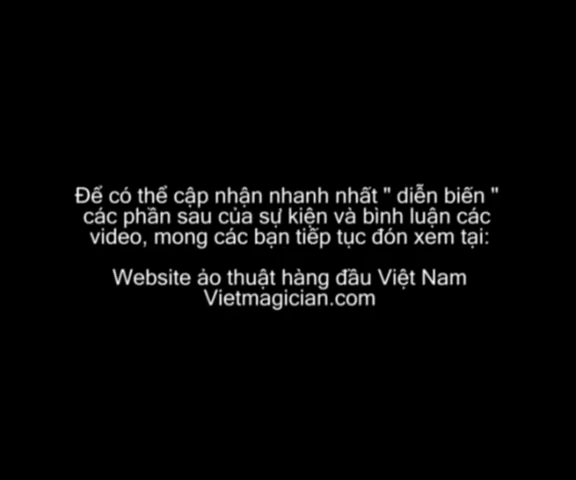 Để có thể cập nhận nhanh nhất " diễn biến "
các phần sau của sự kiện và bình luận các
video, mong các bạn tiếp tục đón xem tại:
Website ảo thuật hàng đầu Việt Nam
Vietmagician.com